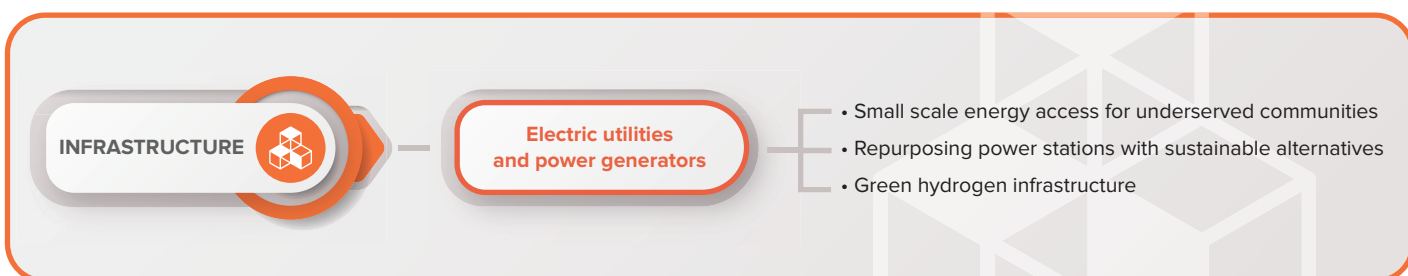 INFRASTRUCTURE
Electric utilities
and power generators
• Small scale energy access for underserved communities
• Repurposing power stations with sustainable alternatives
• Green hydrogen infrastructure